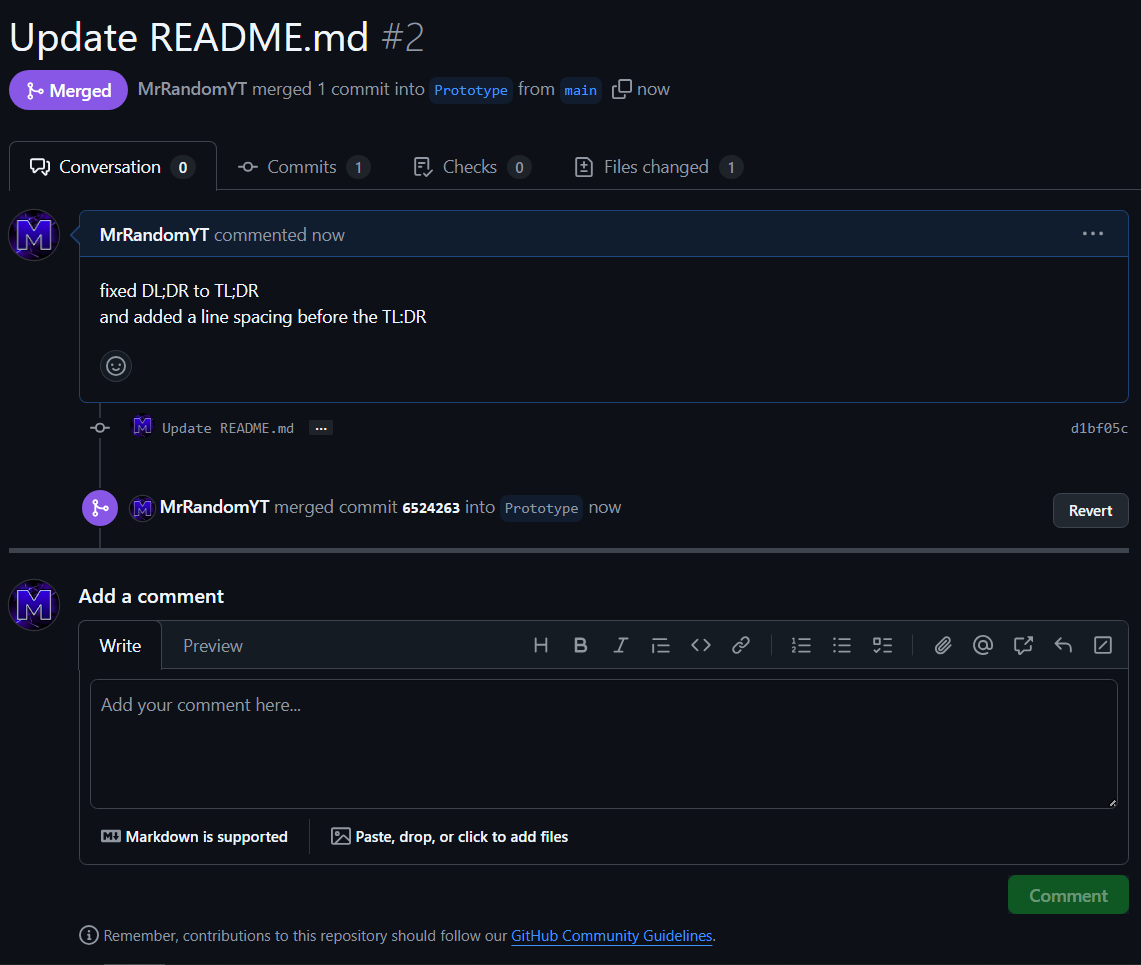 Update README.md #2
Merged MrRandomYT merged 1 commit into Prototype from main now
Conversation 0 Commits 1 Checks 0 Files changed 1
M MrRandomYT commented now
fixed DL;DR to TL;DR
and added a line spacing before the TL:DR
M Update README.md ... d1bf05c
M MrRandomYT merged commit 6524263 into Prototype now Revert
M Add a comment
Write Preview
Add your comment here...
Markdown is supported Paste, drop, or click to add files
Comment
Remember, contributions to this repository should follow our GitHub Community Guidelines.